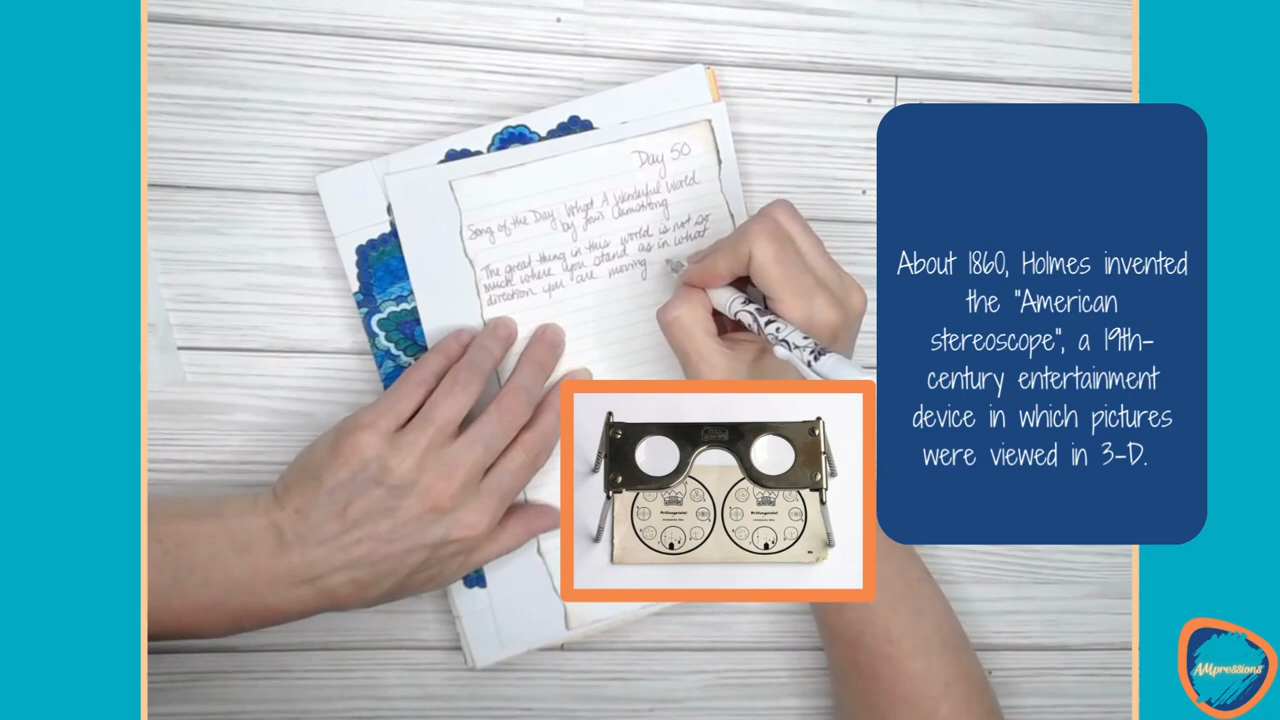 Day 50
Song of the Day: What A Wonderful World
by Louis Armstrong
The great thing in this world is not so
much where you stand as in what
direction you are moving
About 1860, Holmes invented
the "American
stereoscope", a 19th-
century entertainment
device in which pictures
were viewed in 3-D.
Prüfungstafel
Prüfungstafel
AMpressions